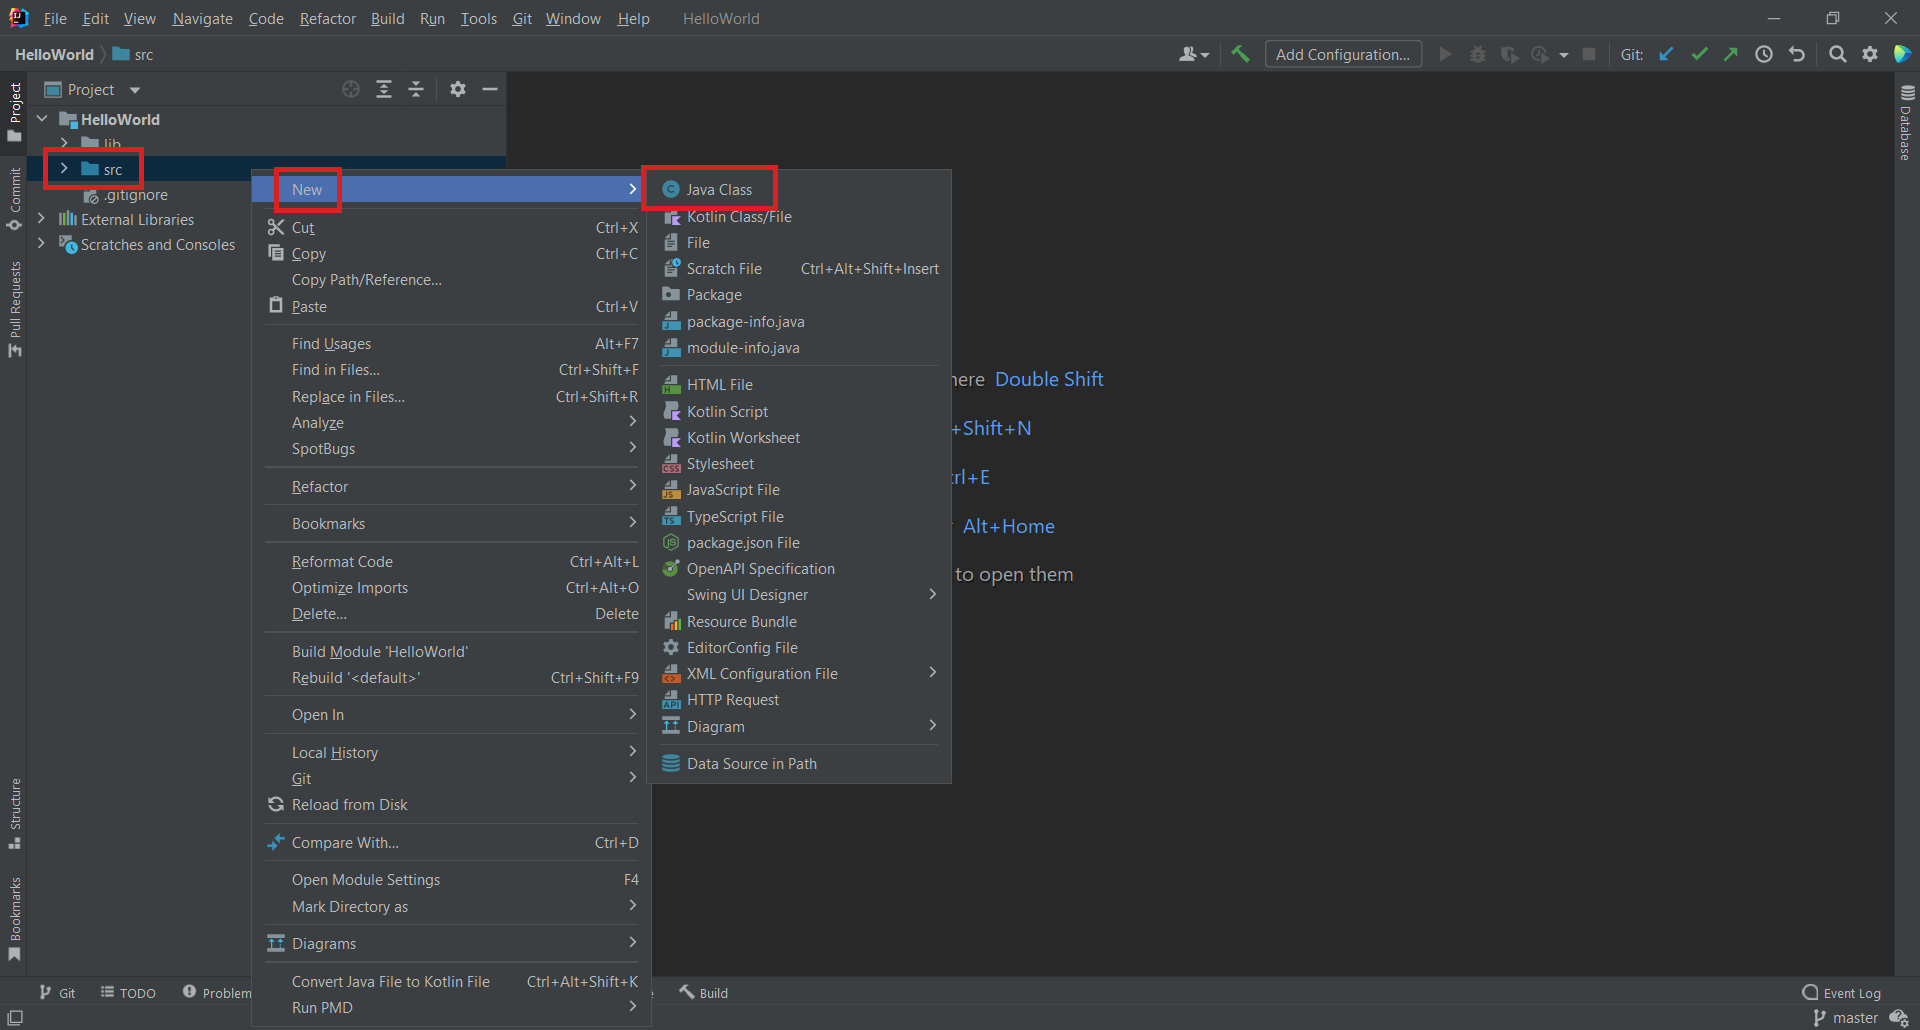 File Edit View Navigate Code Refactor Build Run Tools Git Window Help HelloWorld
HelloWorld src
Add Configuration...
Git:
Project
Project
HelloWorld
lib
src
.gitignore
External Libraries
Scratches and Consoles
Commit
Pull Requests
Structure
Bookmarks
Database
New
Cut Ctrl+X
Copy Ctrl+C
Copy Path/Reference...
Paste Ctrl+V
Find Usages Alt+F7
Find in Files... Ctrl+Shift+F
Replace in Files... Ctrl+Shift+R
Analyze
SpotBugs
Refactor
Bookmarks
Reformat Code Ctrl+Alt+L
Optimize Imports Ctrl+Alt+O
Delete... Delete
Build Module 'HelloWorld'
Rebuild '<default>' Ctrl+Shift+F9
Open In
Local History
Git
Reload from Disk
Compare With... Ctrl+D
Open Module Settings F4
Mark Directory as
Diagrams
Convert Java File to Kotlin File Ctrl+Alt+Shift+K
Run PMD
Java Class
Kotlin Class/File
File
Scratch File Ctrl+Alt+Shift+Insert
Package
package-info.java
module-info.java
HTML File
Kotlin Script
Kotlin Worksheet
Stylesheet
JavaScript File
TypeScript File
package.json File
OpenAPI Specification
Swing UI Designer
Resource Bundle
EditorConfig File
XML Configuration File
HTTP Request
Diagram
Data Source in Path
Double Shift
+Shift+N
+E
Alt+Home
to open them
Git TODO Problem
Build
Event Log
master